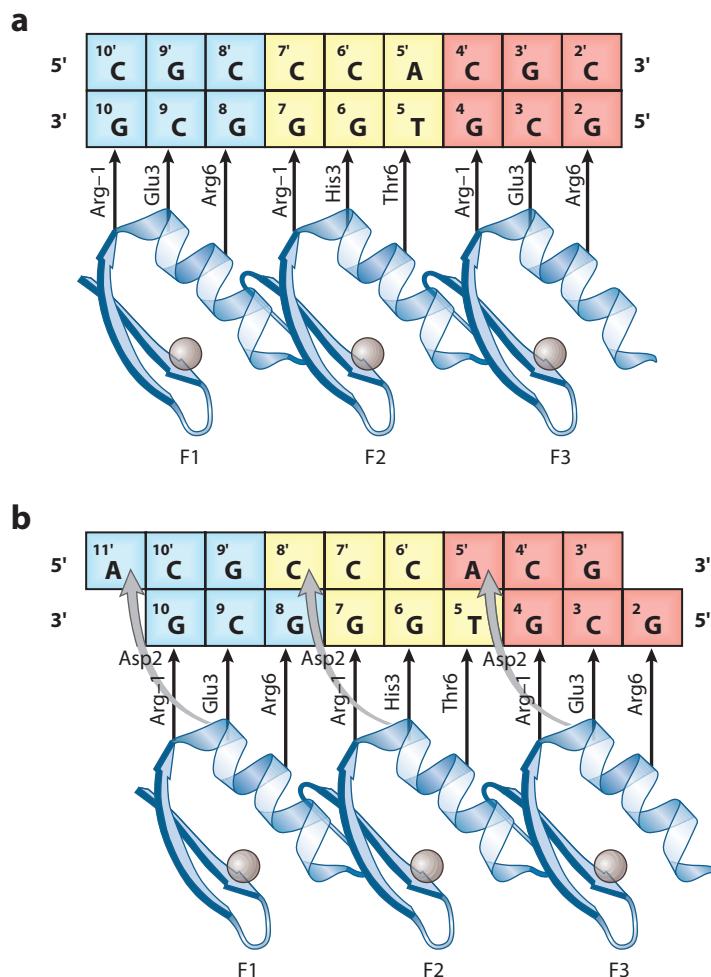 a
5' 10' C 9' G 8' C 7' C 6' C 5' A 4' C 3' G 2' C 3'
3' 10 G 9 C 8 G 7 G 6 G 5 T 4 G 3 C 2 G 5'
Arg–1 Glu3 Arg6 Arg–1 His3 Thr6 Arg–1 Glu3 Arg6
F1 F2 F3
b
5' 11' A 10' C 9' G 8' C 7' C 6' C 5' A 4' C 3' G 3'
3' 10 G 9 C 8 G 7 G 6 G 5 T 4 G 3 C 2 G 5'
Asp2 Asp2 Asp2
Arg–1 Glu3 Arg6 Arg–1 His3 Thr6 Arg–1 Glu3 Arg6
F1 F2 F3